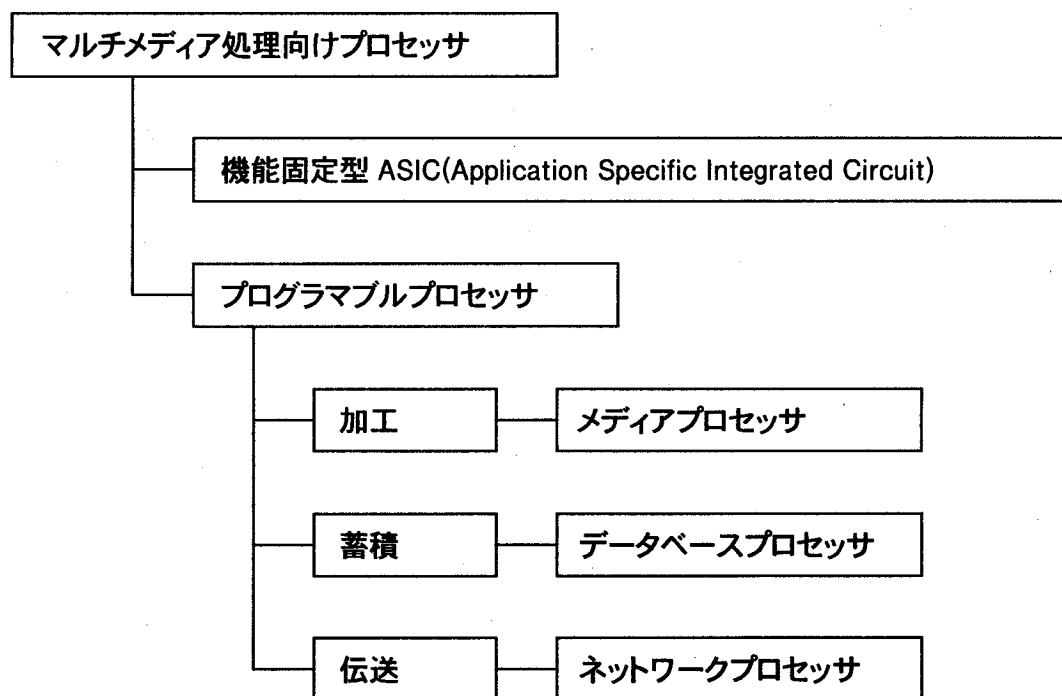 マルチメディア処理向けプロセッサ
機能固定型 ASIC(Application Specific Integrated Circuit)
プログラマブルプロセッサ
加工
メディアプロセッサ
蓄積
データベースプロセッサ
伝送
ネットワークプロセッサ